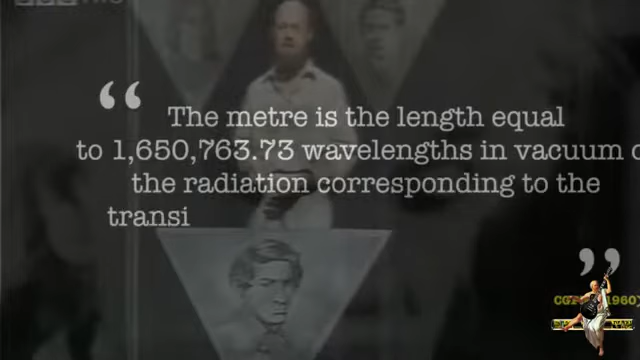 “
The metre is the length equal
to 1,650,763.73 wavelengths in vacuum
the radiation corresponding to the
transi
”
1960)